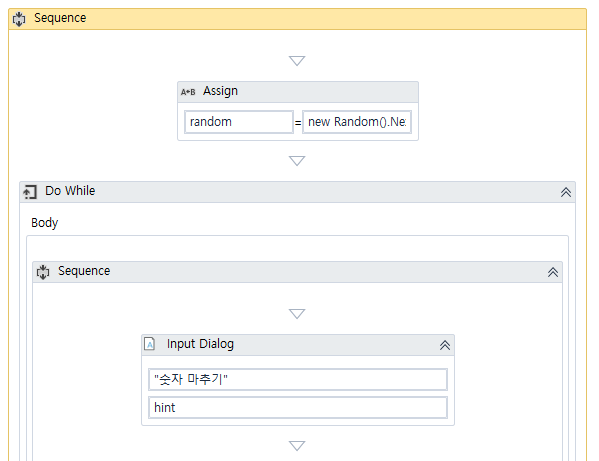 Sequence
A+B Assign
random = new Random().Ne
Do While
Body
Sequence
A Input Dialog
"숫자 마추기"
hint